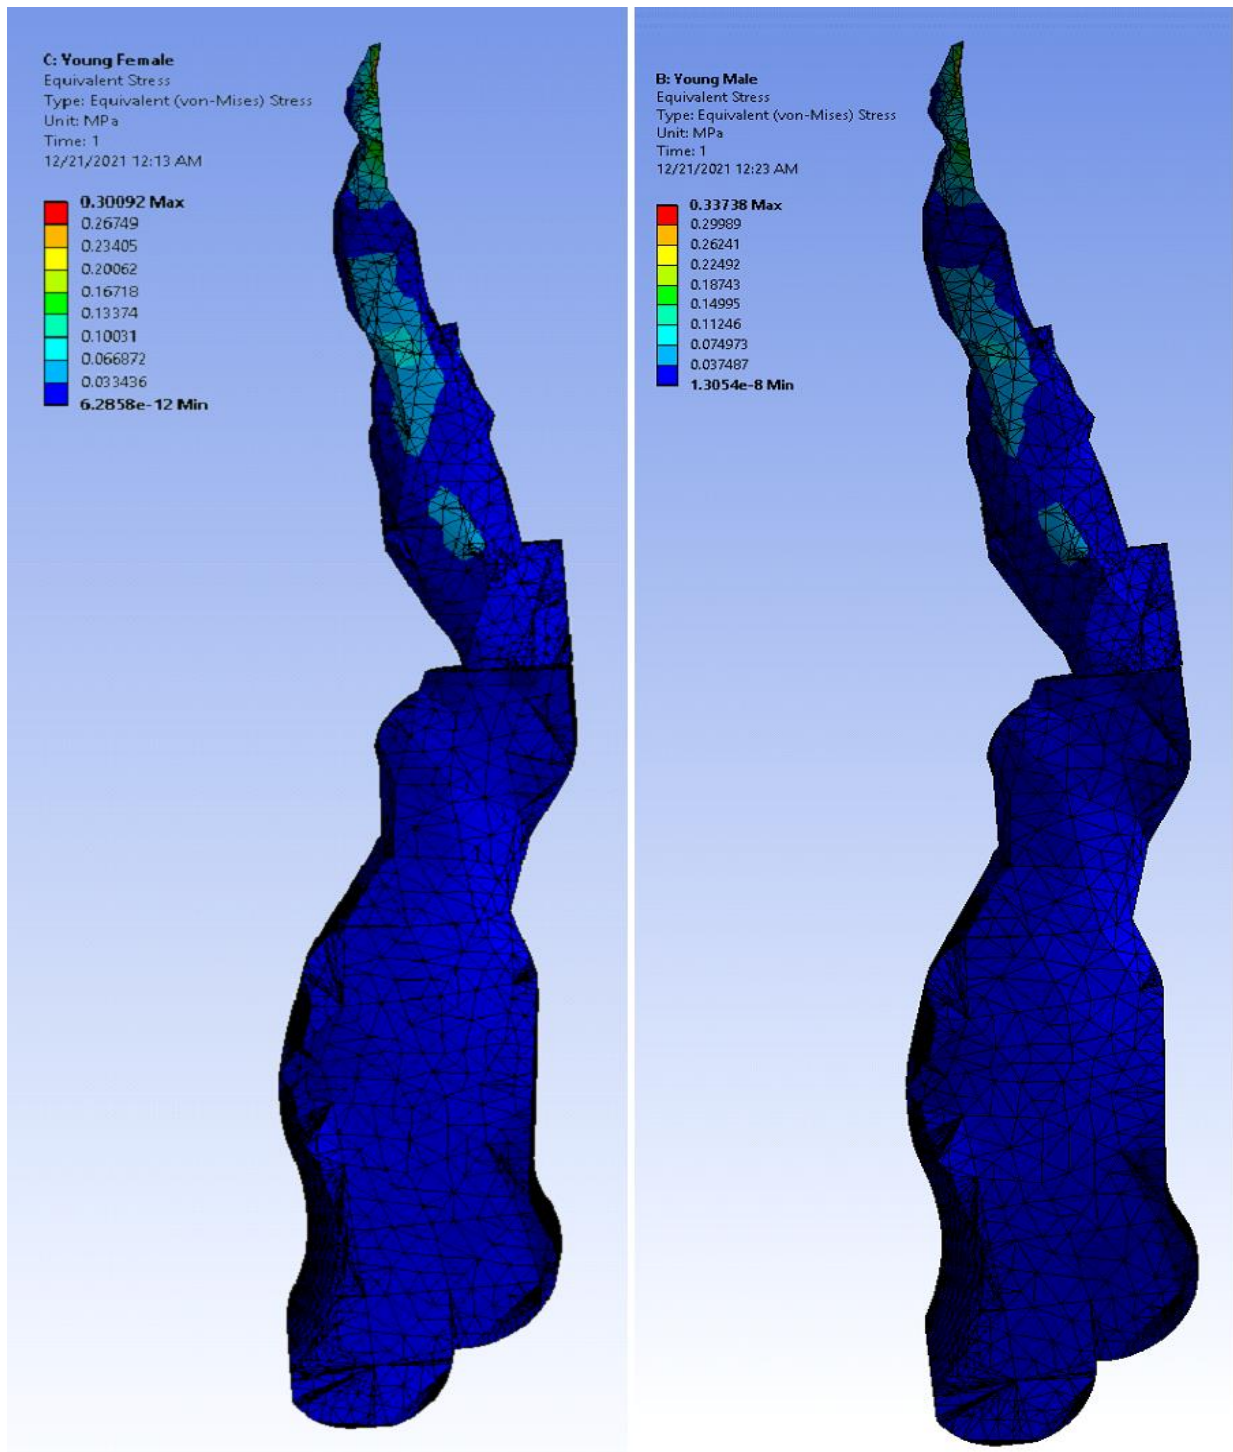 C: Young Female
Equivalent Stress
Type: Equivalent (von-Mises) Stress
Unit: MPa
Time: 1
12/21/2021 12:13 AM
0.30092 Max
0.26749
0.23405
0.20062
0.16718
0.13374
0.10031
0.066872
0.033436
6.2858e-12 Min
B: Young Male
Equivalent Stress
Type: Equivalent (von-Mises) Stress
Unit: MPa
Time: 1
12/21/2021 12:23 AM
0.33738 Max
0.29989
0.26241
0.22492
0.18743
0.14995
0.11246
0.074973
0.037487
1.3054e-8 Min